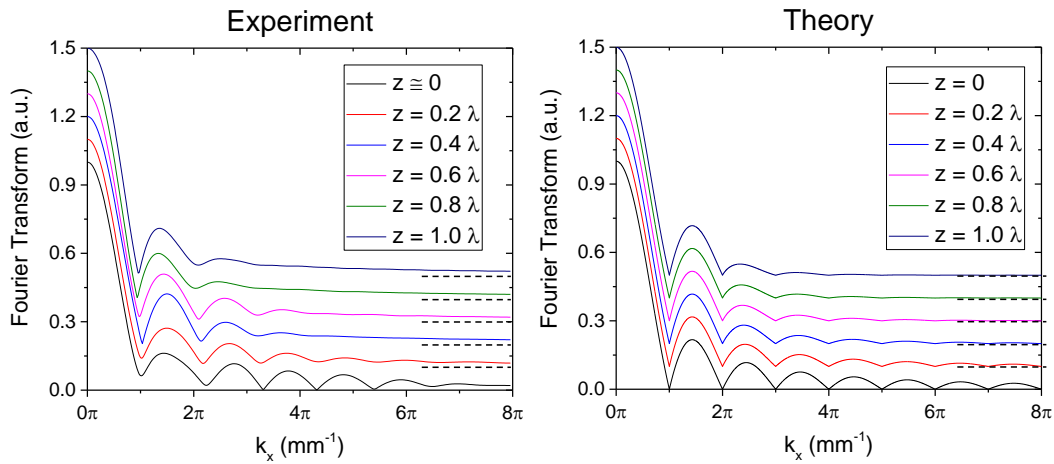 Experiment
Fourier Transform (a.u.)
1.5
1.2
0.9
0.6
0.3
0.0
z ≅ 0
z = 0.2 λ
z = 0.4 λ
z = 0.6 λ
z = 0.8 λ
z = 1.0 λ
0π 2π 4π 6π 8π
k_x (mm⁻¹)
Theory
Fourier Transform (a.u.)
1.5
1.2
0.9
0.6
0.3
0.0
z = 0
z = 0.2 λ
z = 0.4 λ
z = 0.6 λ
z = 0.8 λ
z = 1.0 λ
0π 2π 4π 6π 8π
k_x (mm⁻¹)